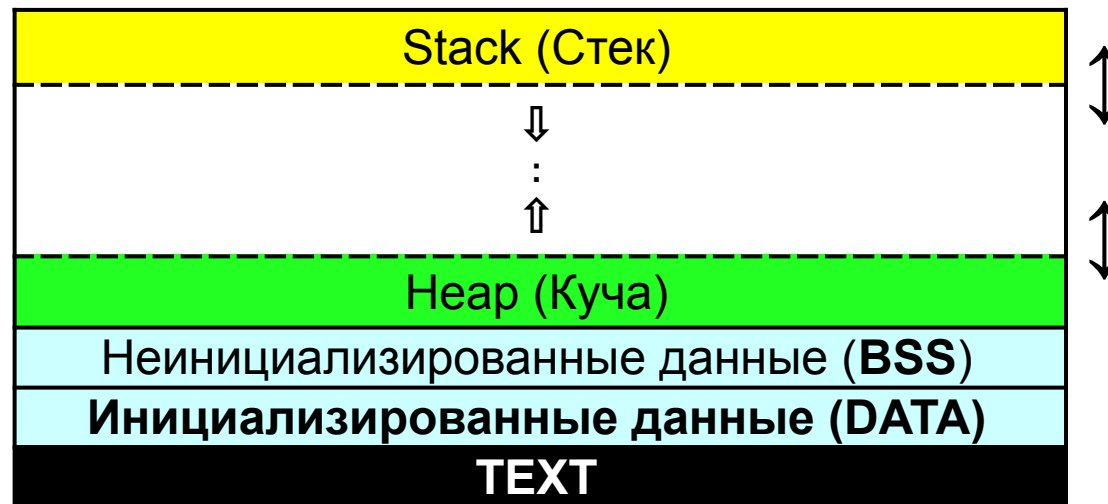 Stack (Стек)
⇩
:
⇧
Heap (Куча)
Неинициализированные данные (BSS)
Инициализированные данные (DATA)
TEXT